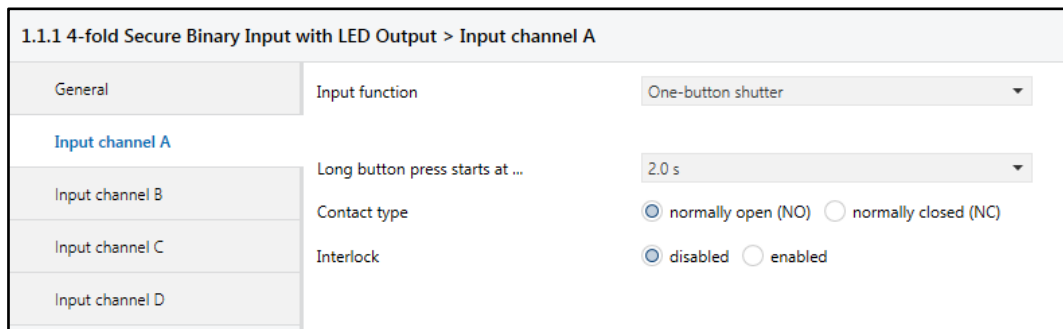 1.1.1 4-fold Secure Binary Input with LED Output > Input channel A
General
Input function One-button shutter
Input channel A
Long button press starts at ... 2.0 s
Input channel B
Contact type normally open (NO) normally closed (NC)
Input channel C
Interlock disabled enabled
Input channel D